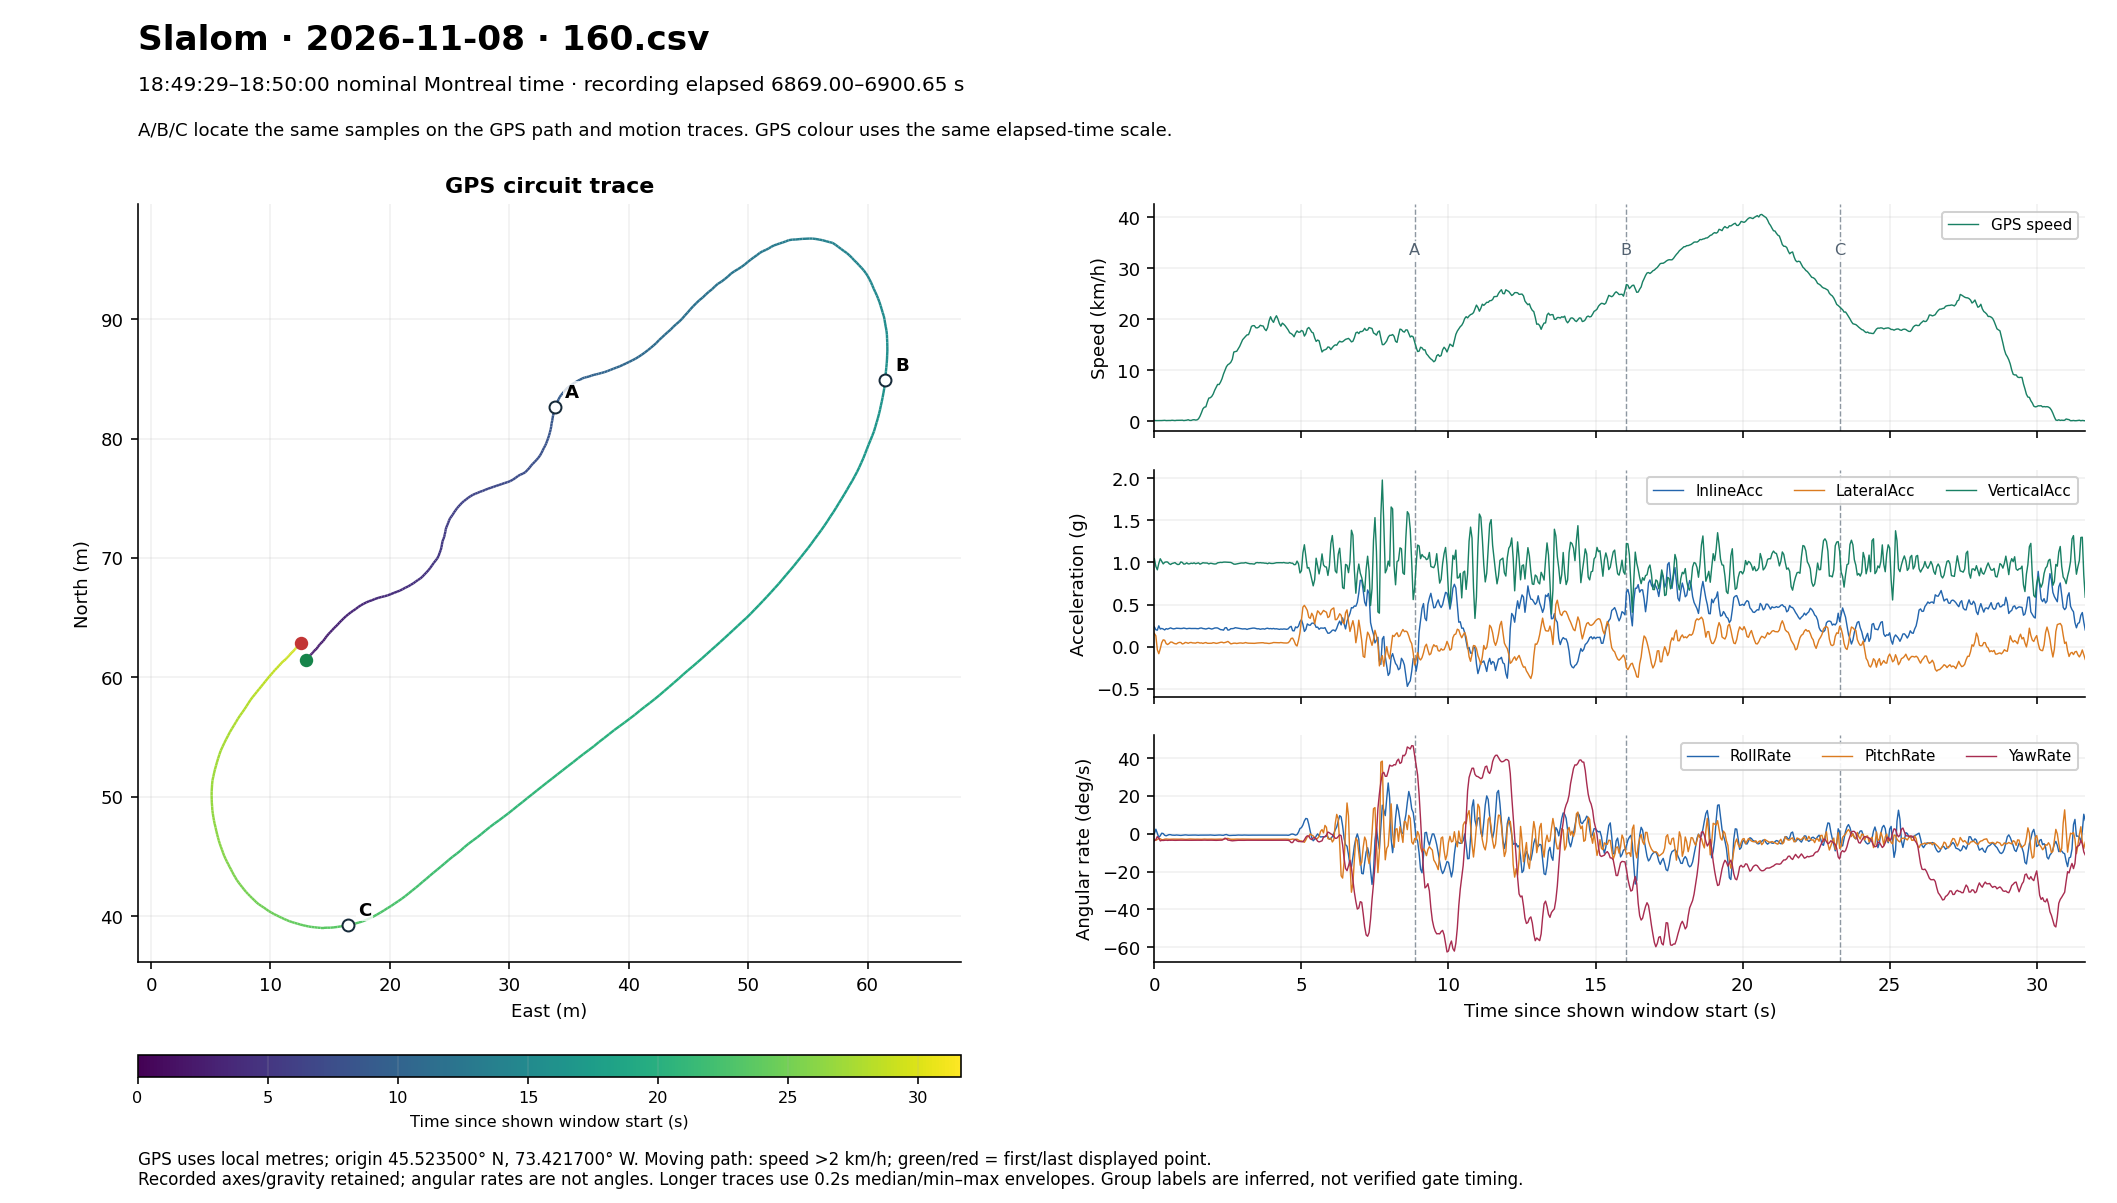 Slalom · 2026-11-08 · 160.csv
18:49:29–18:50:00 nominal Montreal time · recording elapsed 6869.00–6900.65 s
A/B/C locate the same samples on the GPS path and motion traces. GPS colour uses the same elapsed-time scale.
GPS circuit trace
90
80
70
60
50
40
North (m)
A
B
C
0 10 20 30 40 50 60
East (m)
0 5 10 15 20 25 30
Time since shown window start (s)
40
30
20
10
0
Speed (km/h)
A B C
GPS speed
2.0
1.5
1.0
0.5
0.0
−0.5
Acceleration (g)
InlineAcc LateralAcc VerticalAcc
40
20
0
−20
−40
−60
Angular rate (deg/s)
RollRate PitchRate YawRate
0 5 10 15 20 25 30
Time since shown window start (s)
GPS uses local metres; origin 45.523500° N, 73.421700° W. Moving path: speed >2 km/h; green/red = first/last displayed point.
Recorded axes/gravity retained; angular rates are not angles. Longer traces use 0.2s median/min–max envelopes. Group labels are inferred, not verified gate timing.